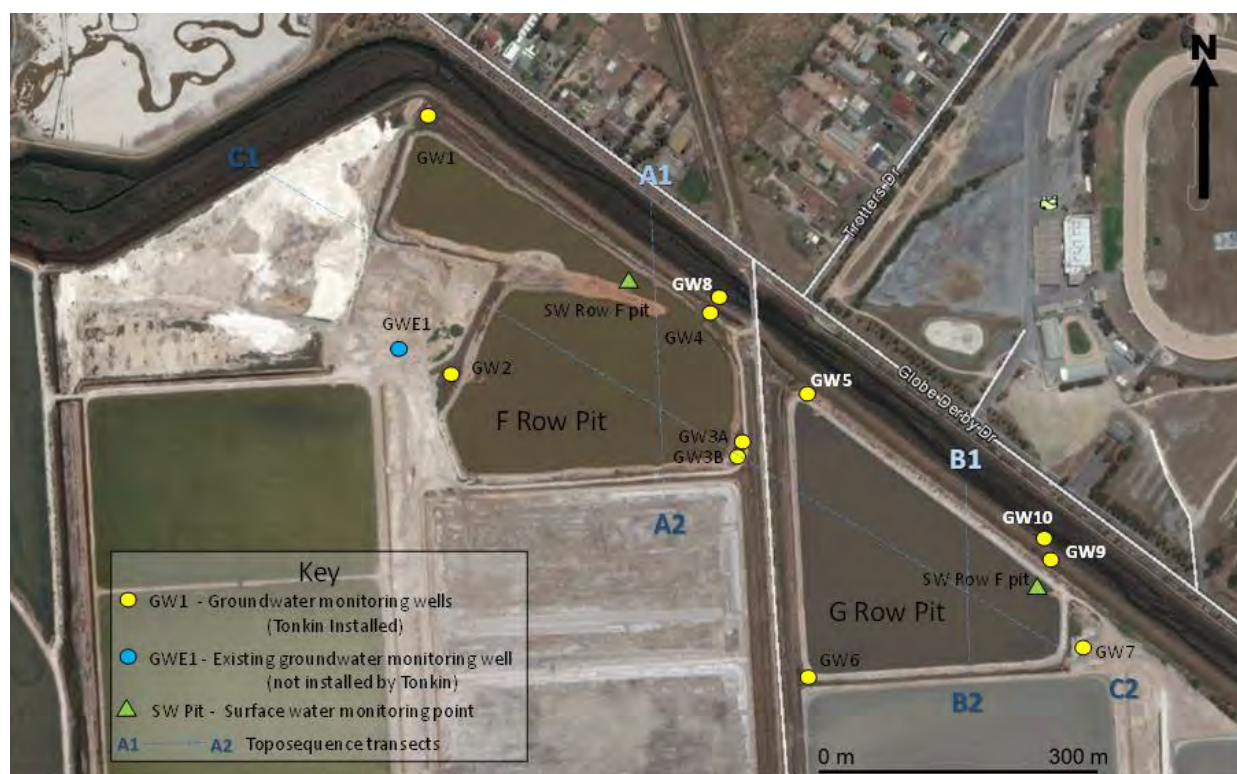 N
C1
GW1
A1
Trotters Dr
GW8
SW Row F pit
GW4
GWE1
GW2
GW5
Globe Derby Dr
F Row Pit
GW3A
GW3B
B1
A2
GW10
GW9
SW Row F pit
G Row Pit
GW7
GW6
B2
C2
Key
GW1 - Groundwater monitoring wells
(Tonkin Installed)
GWE1 - Existing groundwater monitoring well
(not installed by Tonkin)
SW Pit - Surface water monitoring point
A1 A2 Toposequence transects
0 m 300 m